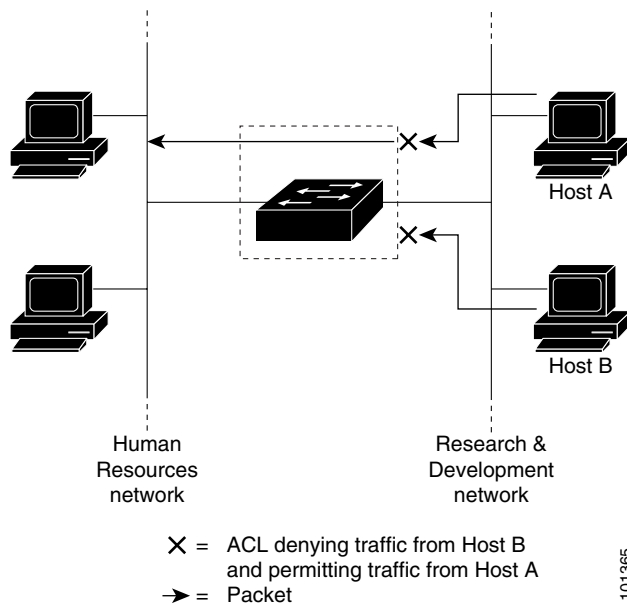 Host A
Host B
Human
Resources
network
Research &
Development
network
X = ACL denying traffic from Host B
and permitting traffic from Host A
= Packet
101365